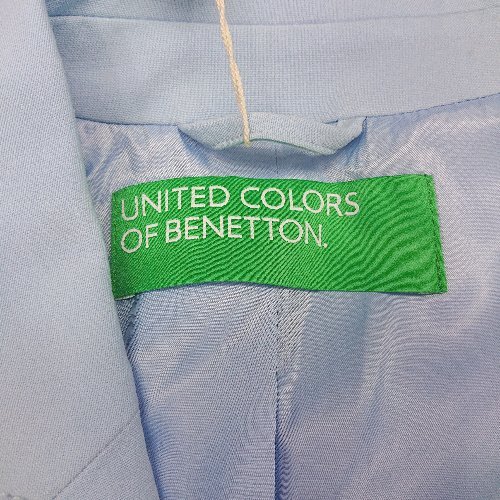 UNITED COLORS
OF BENETTON.